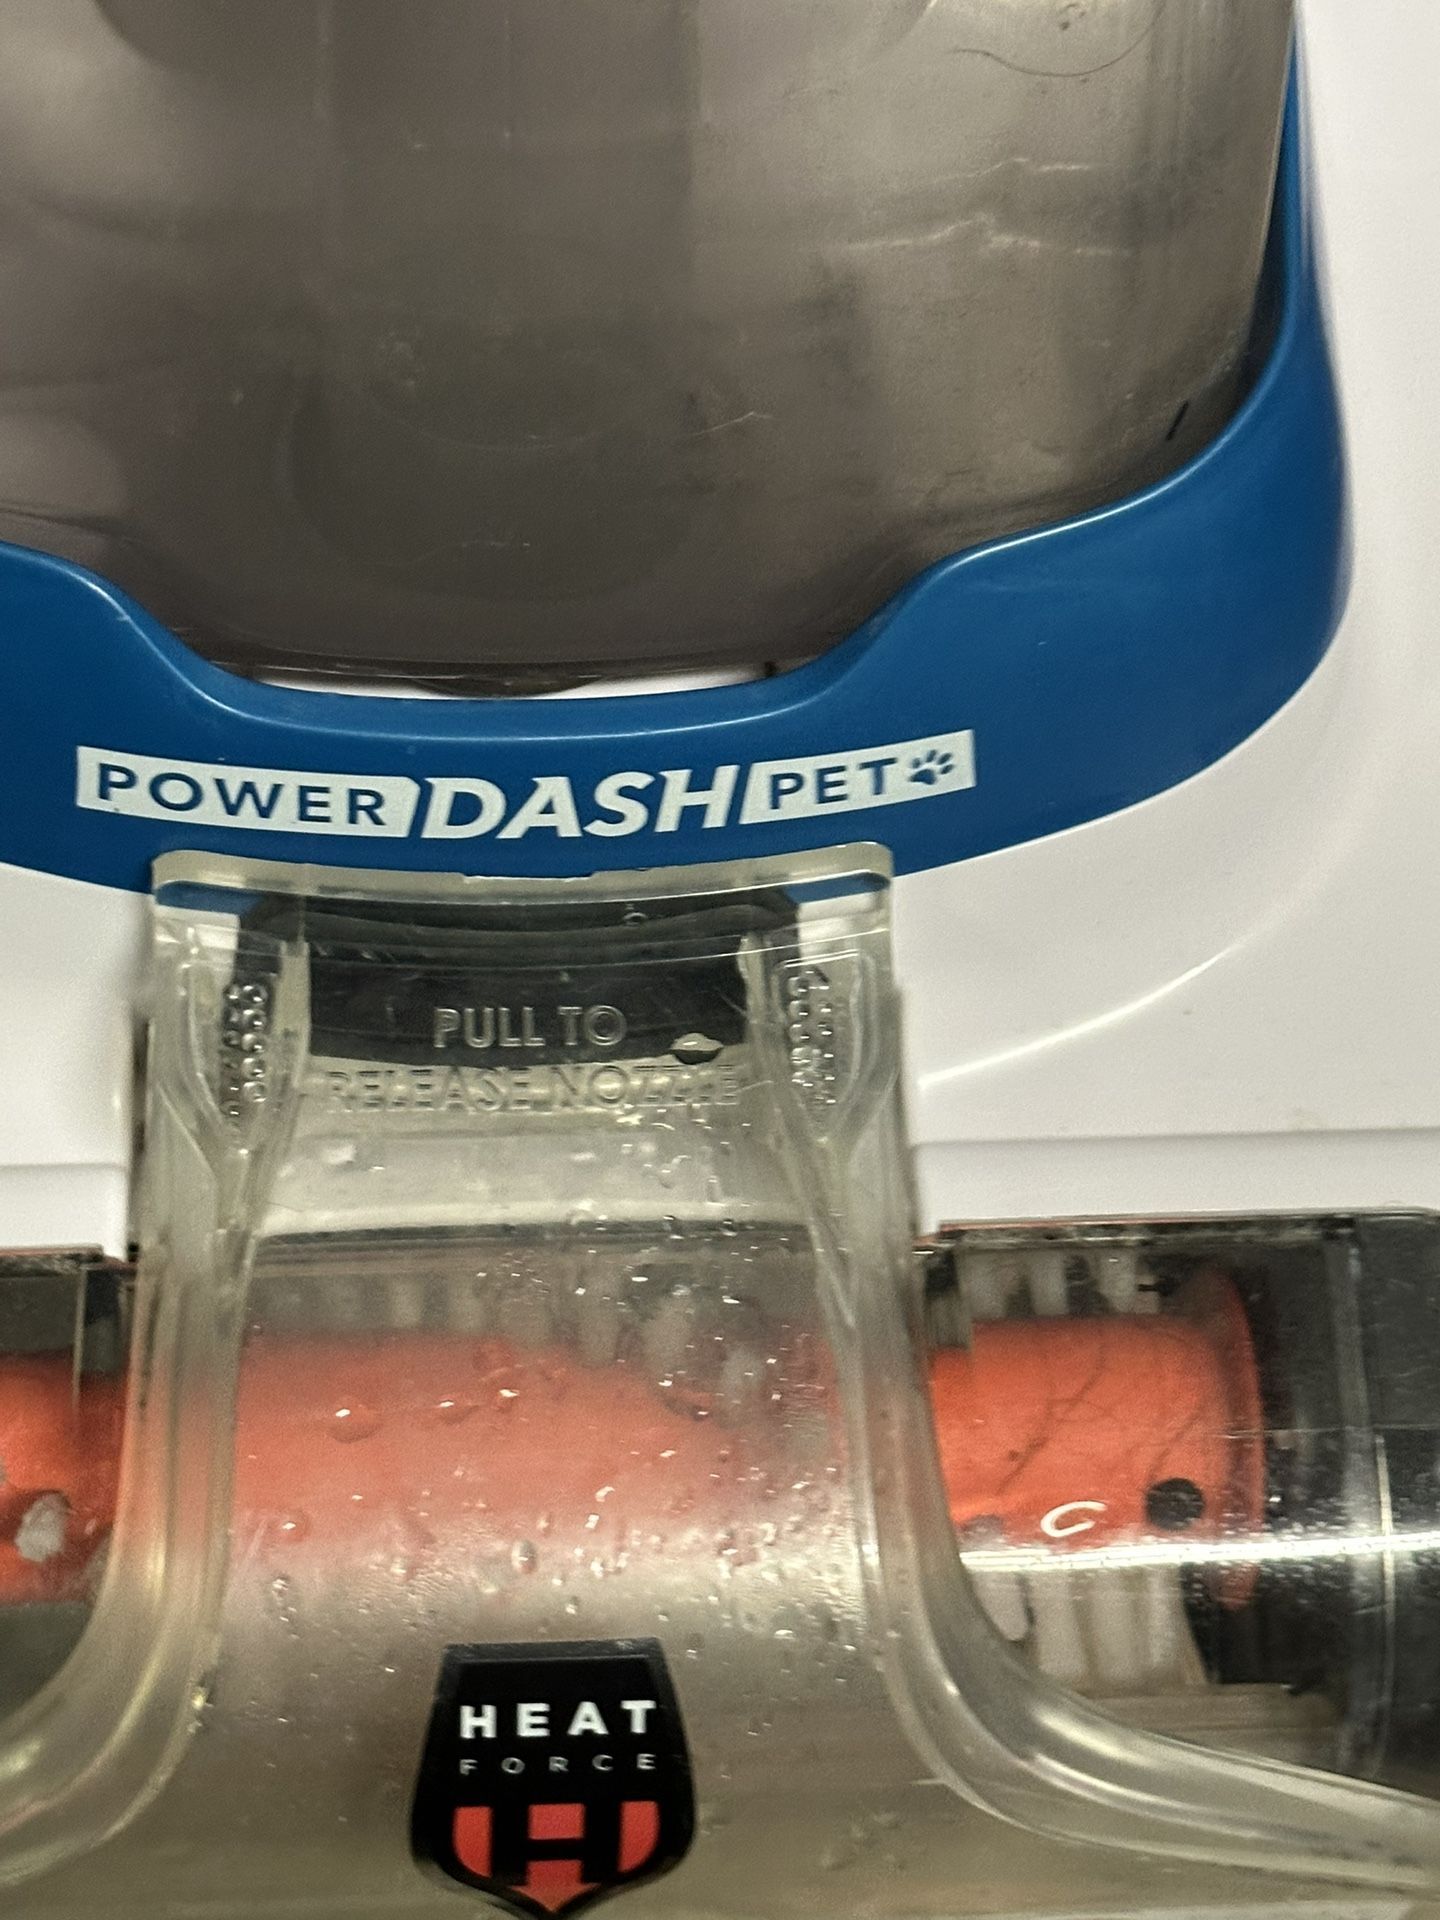 POWER DASH PET
PULL TO
RELEASE NOZZLE
HEAT
FORCE